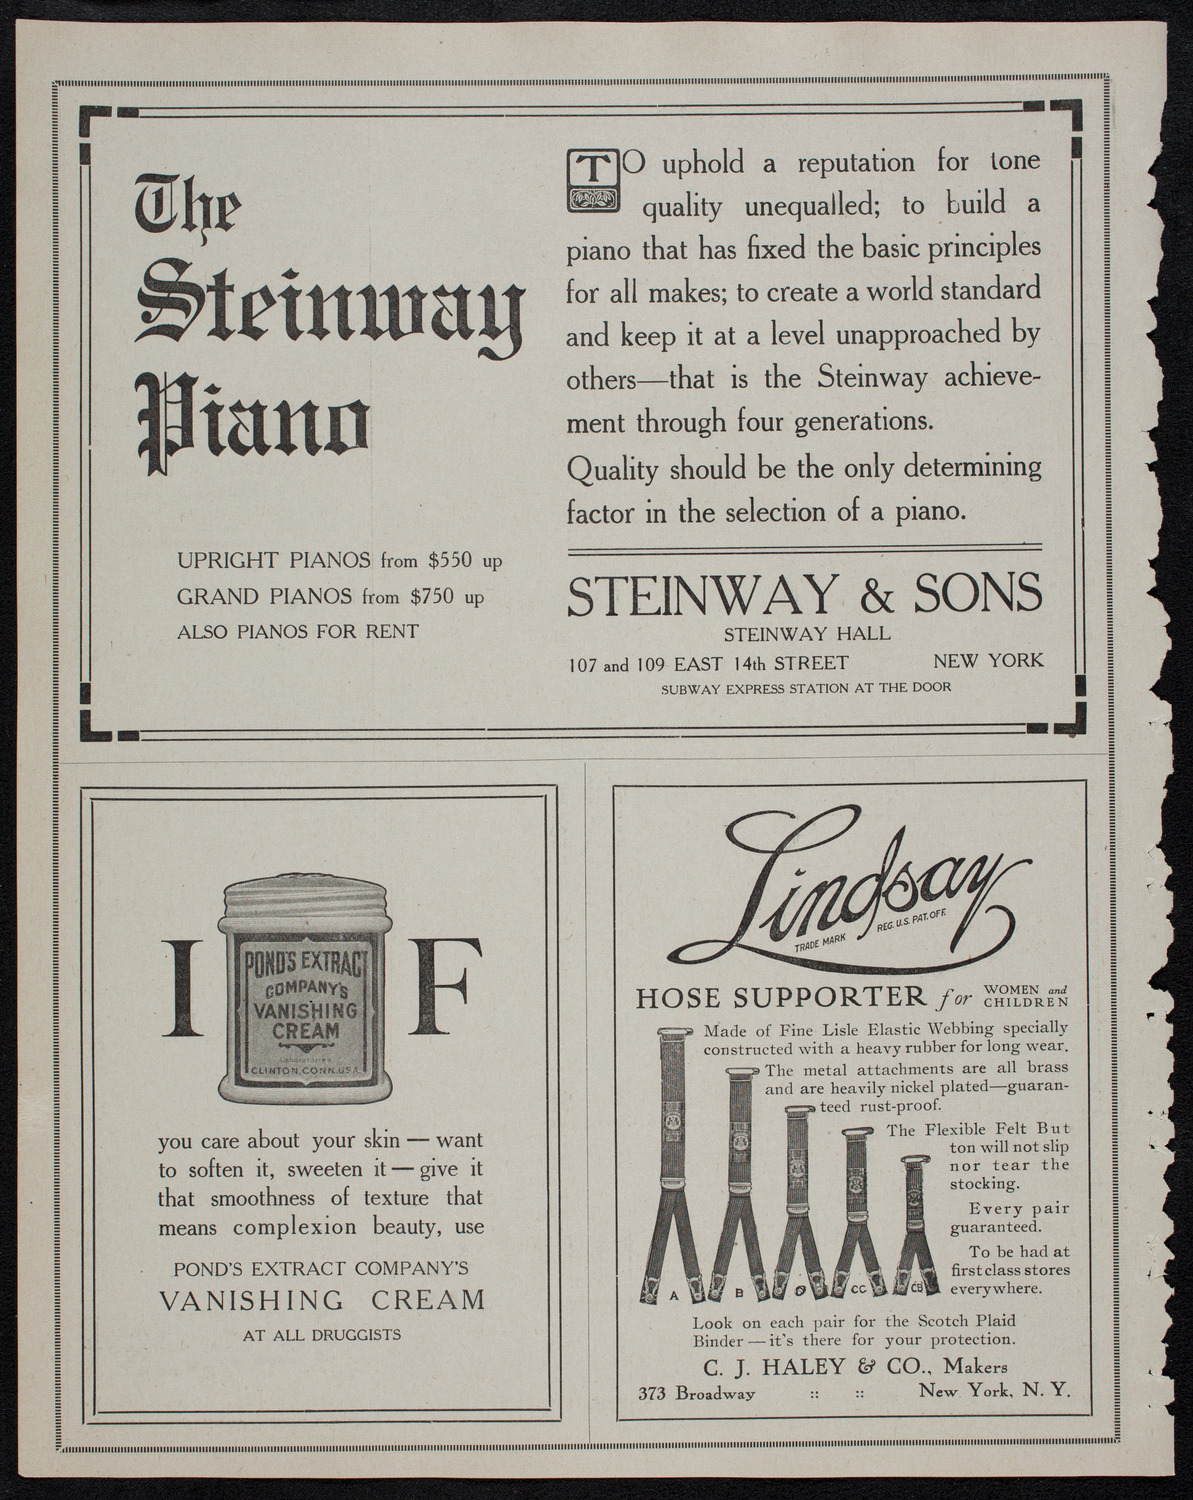 The
Steinway
Piano
UPRIGHT PIANOS from $550 up
GRAND PIANOS from $750 up
ALSO PIANOS FOR RENT
TO uphold a reputation for tone
quality unequalled; to build a
piano that has fixed the basic principles
for all makes; to create a world standard
and keep it at a level unapproached by
others—that is the Steinway achieve-
ment through four generations.
Quality should be the only determining
factor in the selection of a piano.
STEINWAY & SONS
STEINWAY HALL
107 and 109 EAST 14th STREET NEW YORK
SUBWAY EXPRESS STATION AT THE DOOR
I F
POND'S EXTRACT
COMPANY'S
VANISHING
CREAM
Laboratories
CLINTON, CONN. U.S.A.
you care about your skin — want
to soften it, sweeten it — give it
that smoothness of texture that
means complexion beauty, use
POND'S EXTRACT COMPANY'S
VANISHING CREAM
AT ALL DRUGGISTS
Lindsay
TRADE MARK REG. U.S. PAT. OFF.
HOSE SUPPORTER for WOMEN and CHILDREN
Made of Fine Lisle Elastic Webbing specially
constructed with a heavy rubber for long wear.
The metal attachments are all brass
and are heavily nickel plated—guaran-
teed rust-proof.
The Flexible Felt But
ton will not slip
nor tear the
stocking.
Every pair
guaranteed.
To be had at
first class stores
everywhere.
A B CC CB
Look on each pair for the Scotch Plaid
Binder — it's there for your protection.
C. J. HALEY & CO., Makers
373 Broadway :: :: New York, N. Y.